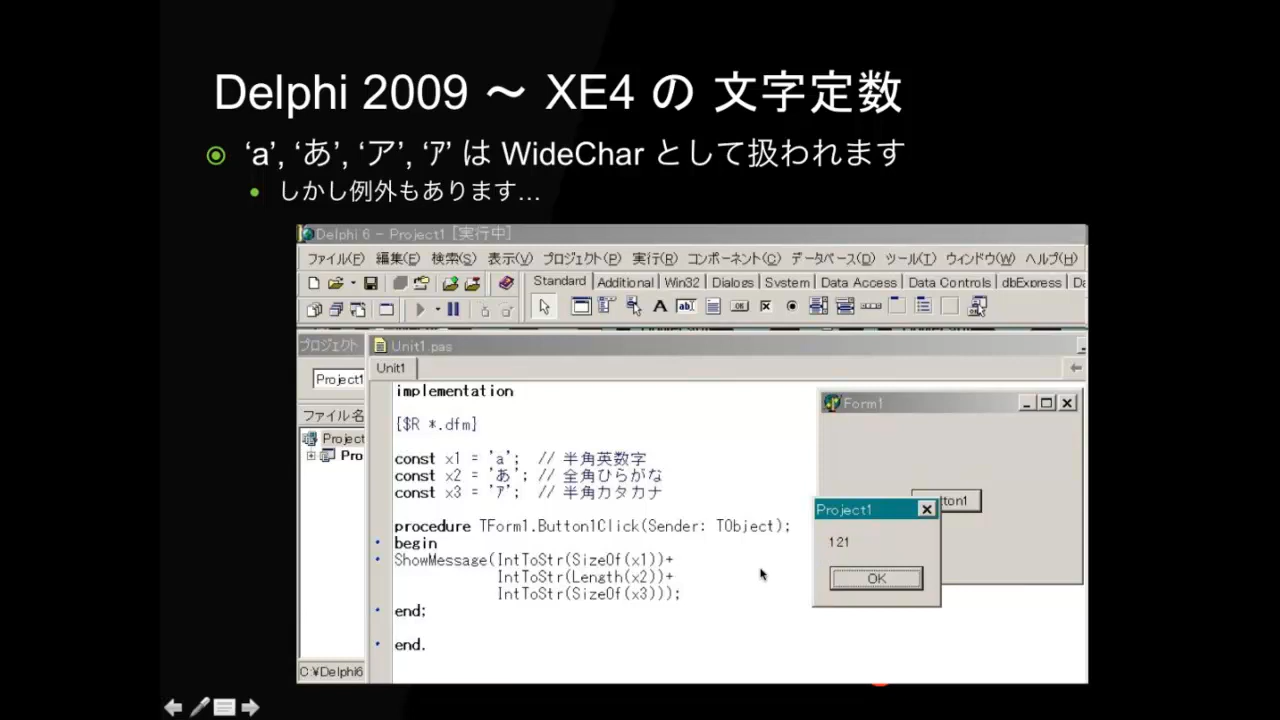 Delphi 2009 ～ XE4 の 文字定数
‘a’, ‘あ’, ‘ア’, ‘ｱ’ は WideChar として扱われます
しかし例外もあります…
Delphi 6 - Project1 [実行中]
ファイル(F) 編集(E) 検索(S) 表示(V) プロジェクト(P) 実行(R) コンポーネント(C) データベース(D) ツール(T) ウィンドウ(W) ヘルプ(H)
Standard Additional Win32 Dialogs System Data Access Data Controls dbExpress
プロジェクト
Unit1.pas
Project1
Unit1
ファイル名
Project
Pro
C:¥Delphi6
implementation
{$R *.dfm}
const x1 = 'a'; // 半角英数字
const x2 = 'あ'; // 全角ひらがな
const x3 = 'ｱ'; // 半角カタカナ
procedure TForm1.Button1Click(Sender: TObject);
begin
ShowMessage(IntToStr(SizeOf(x1))+
IntToStr(Length(x2))+
IntToStr(SizeOf(x3)));
end;
end.
Form1
tton1
Project1
121
OK